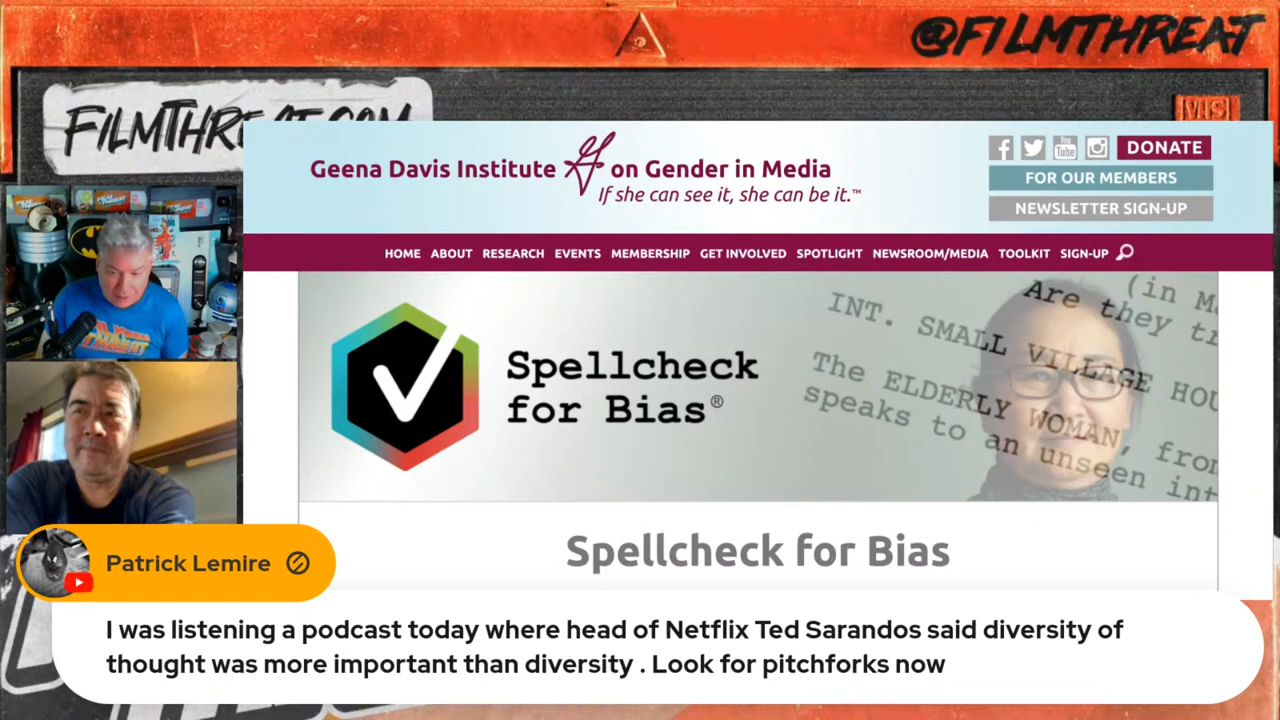 @FILMTHREAT
FILMTHREAT.COM
VIS
Geena Davis Institute on Gender in Media
If she can see it, she can be it.™
DONATE
FOR OUR MEMBERS
NEWSLETTER SIGN-UP
HOME ABOUT RESEARCH EVENTS MEMBERSHIP GET INVOLVED SPOTLIGHT NEWSROOM/MEDIA TOOLKIT SIGN-UP
Spellcheck
for Bias®
(in M
Are they tr
INT. SMALL VILLAGE HOU
The ELDERLY WOMAN, from
speaks to an unseen int
Spellcheck for Bias
Patrick Lemire
I was listening a podcast today where head of Netflix Ted Sarandos said diversity of
thought was more important than diversity . Look for pitchforks now